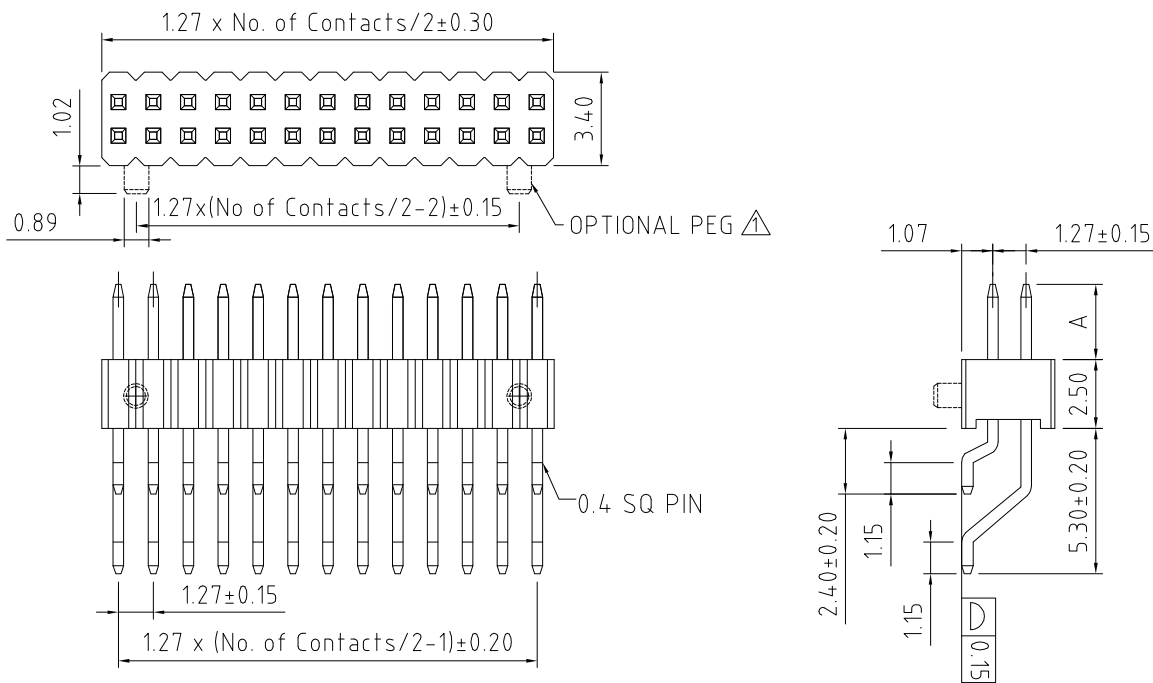 1.27 x No. of Contacts/2±0.30
1.02
3.40
0.89
1.27x(No of Contacts/2-2)±0.15
OPTIONAL PEG 1
1.07
1.27±0.15
A
2.50
0.4 SQ PIN
2.40±0.20
1.15
5.30±0.20
1.15
1.27±0.15
1.27 x (No. of Contacts/2-1)±0.20
0.15